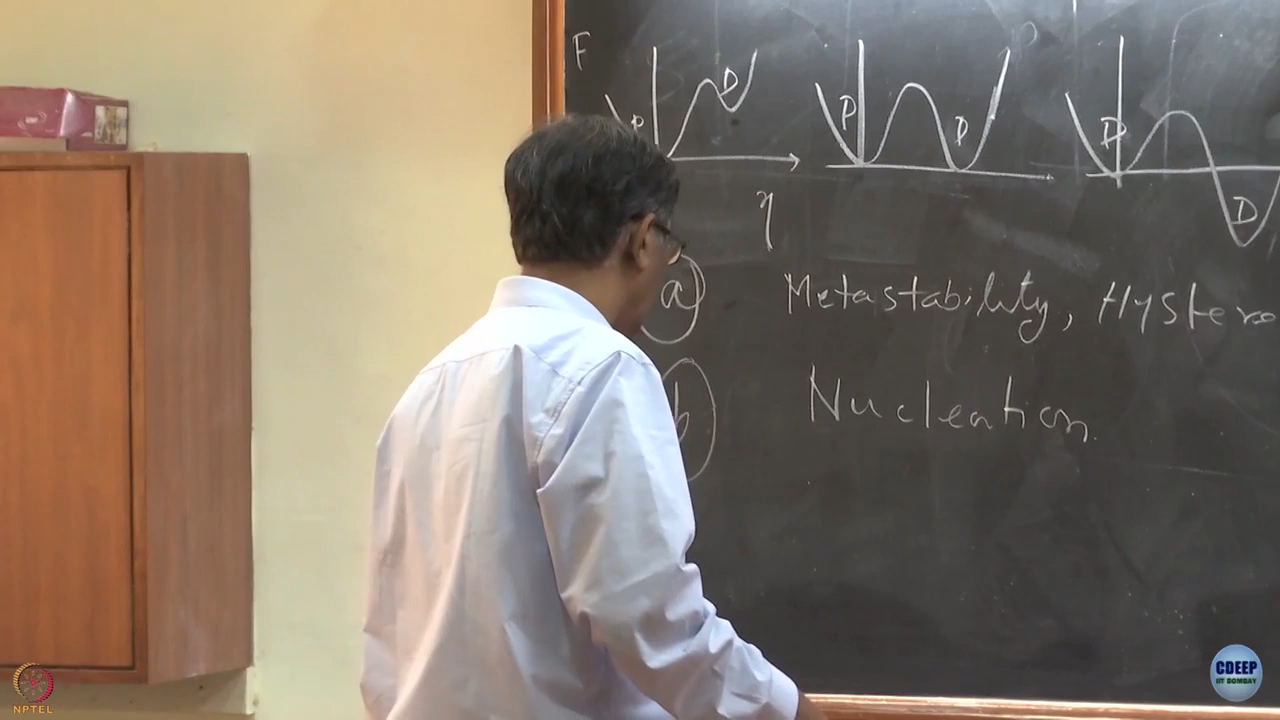 F
P D P D P D
η
a) Metastability, Hystere
b) Nucleation
CDEEP
IIT BOMBAY
NPTEL